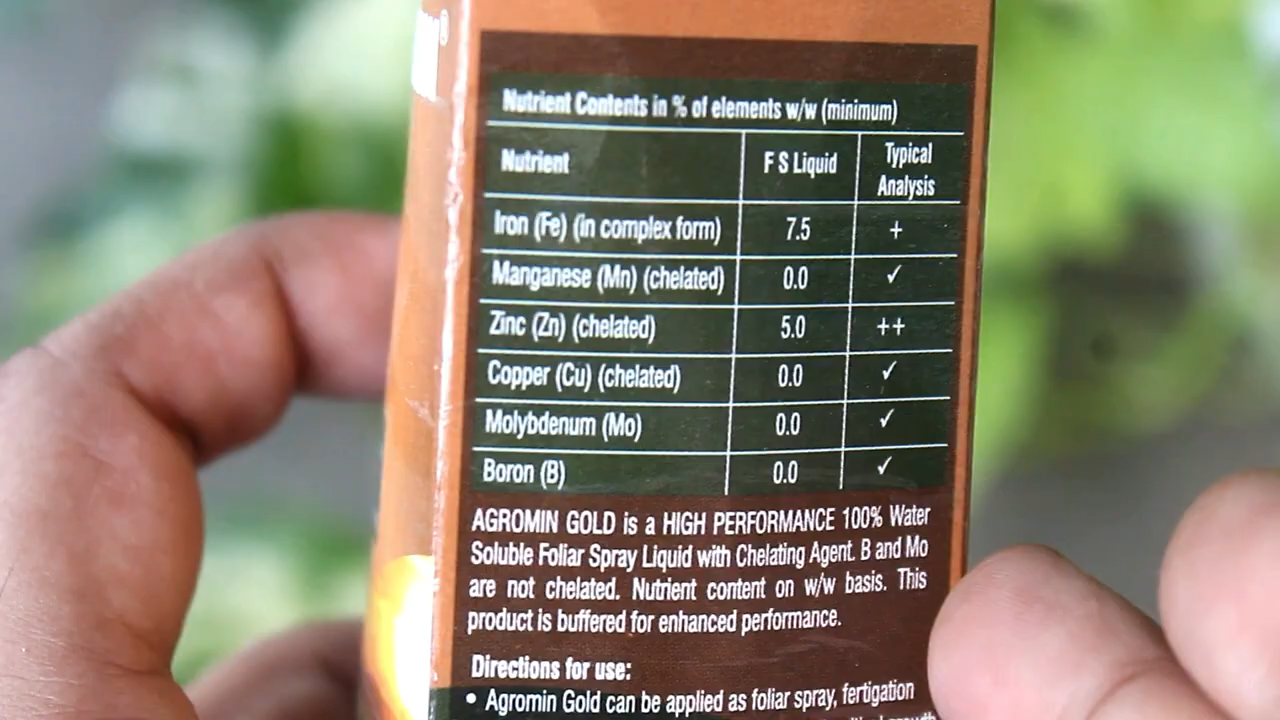 Nutrient Contents in % of elements w/w (minimum)
Nutrient F S Liquid Typical Analysis
Iron (Fe) (in complex form) 7.5 +
Manganese (Mn) (chelated) 0.0 ✓
Zinc (Zn) (chelated) 5.0 ++
Copper (Cu) (chelated) 0.0 ✓
Molybdenum (Mo) 0.0 ✓
Boron (B) 0.0 ✓
AGROMIN GOLD is a HIGH PERFORMANCE 100% Water
Soluble Foliar Spray Liquid with Chelating Agent. B and Mo
are not chelated. Nutrient content on w/w basis. This
product is buffered for enhanced performance.
Directions for use:
• Agromin Gold can be applied as foliar spray, fertigation